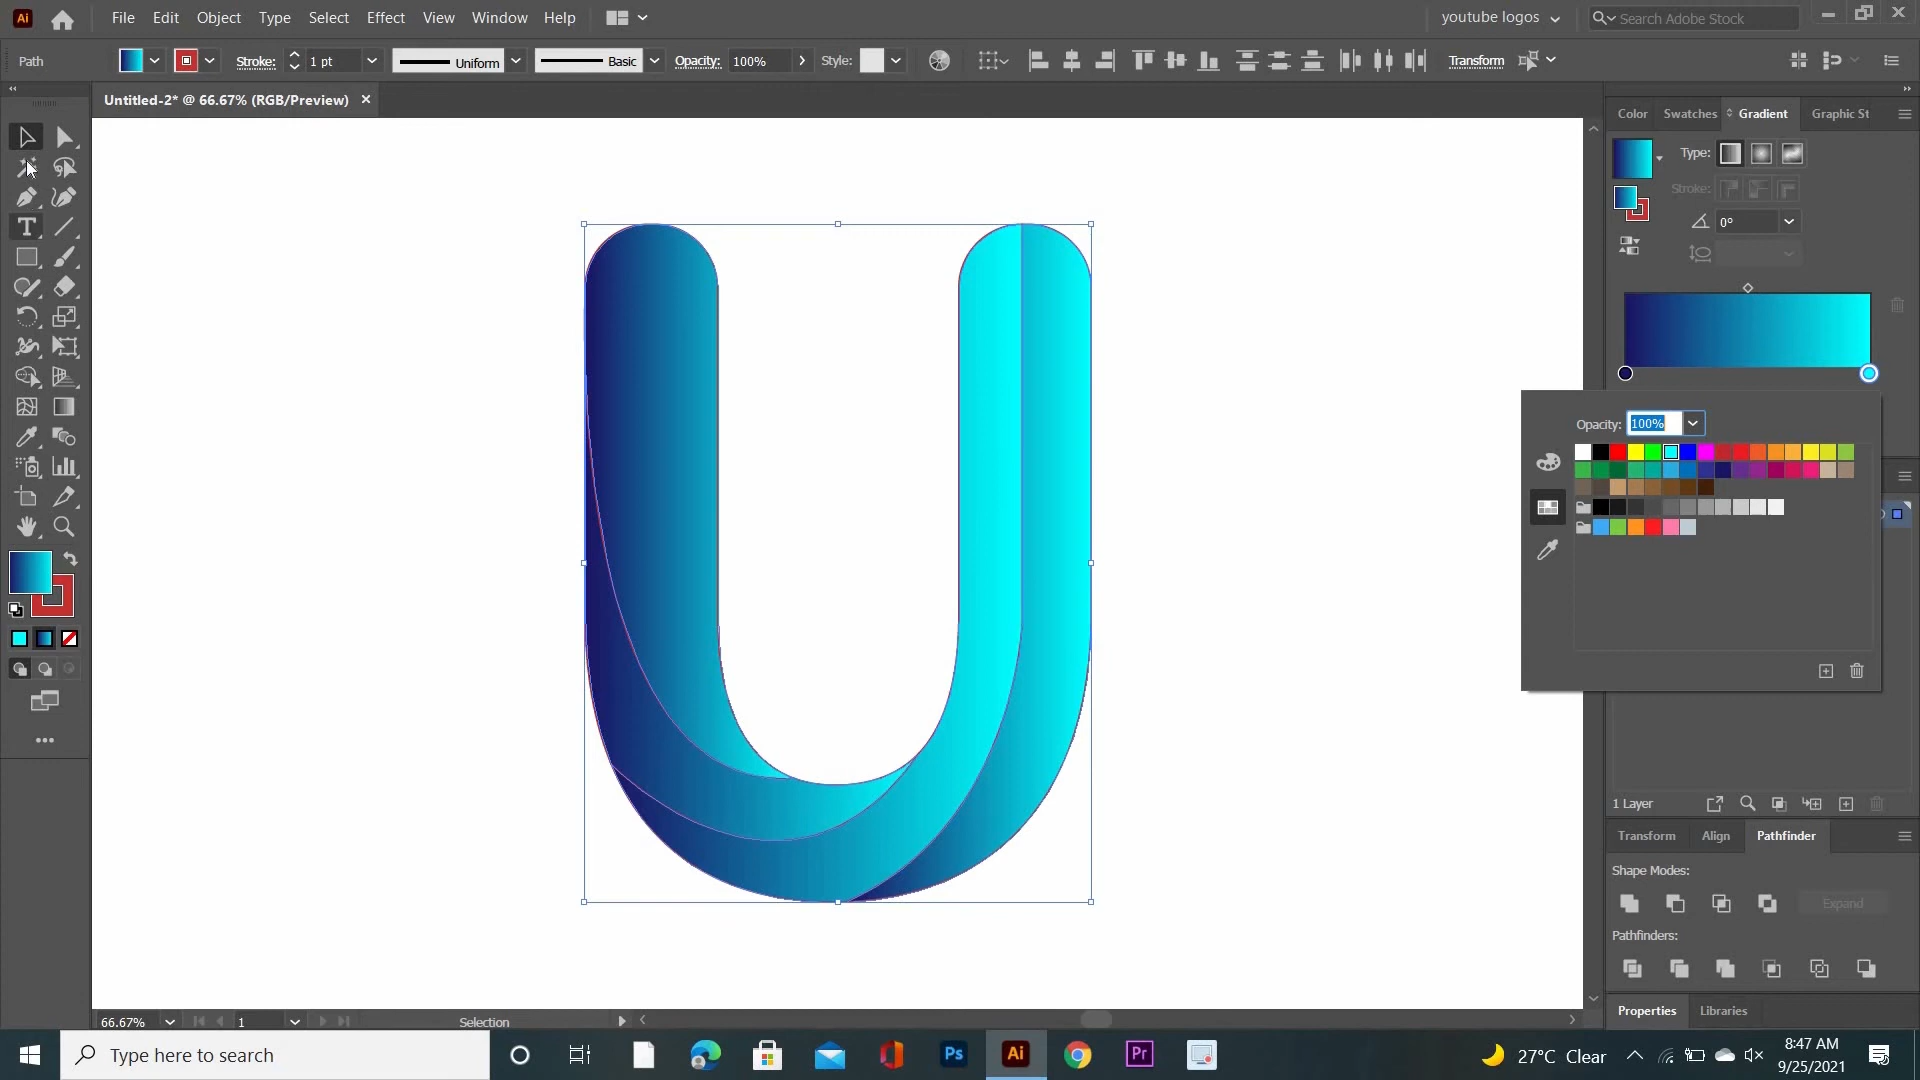 Ai File Edit Object Type Select Effect View Window Help youtube logos Search Adobe Stock
Path Stroke: 1 pt Uniform Basic Opacity: 100% Style: Transform
Untitled-2* @ 66.67% (RGB/Preview) ×
Color Swatches Gradient Graphic St
Type:
Stroke:
0°
Opacity: 100%
1 Layer
Transform Align Pathfinder
Shape Modes:
Expand
Pathfinders:
Properties Libraries
66.67% 1 Selection
Type here to search Ps Ai Pr 27°C Clear 8:47 AM
9/25/2021
U